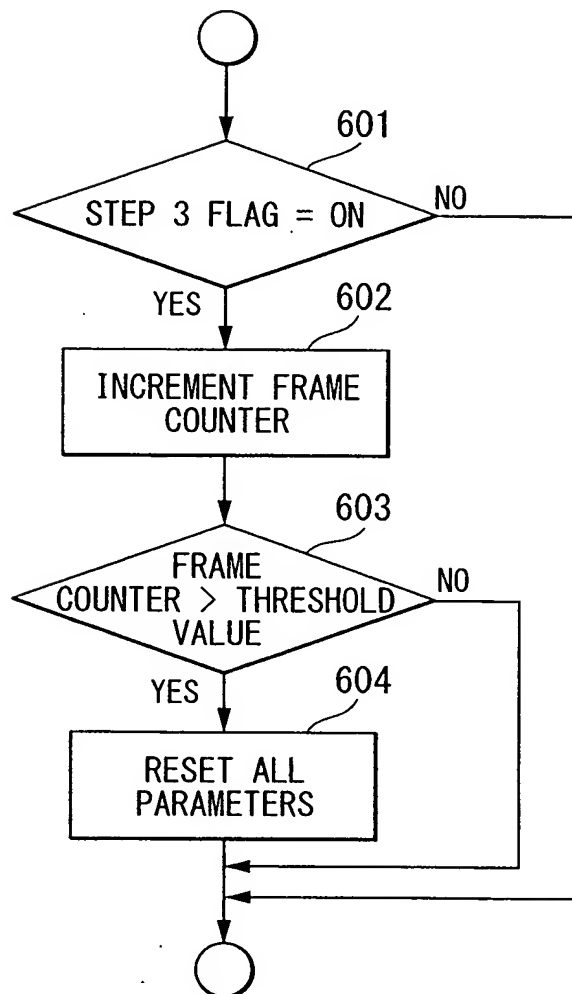 601
STEP 3 FLAG = ON
NO
YES
602
INCREMENT FRAME
COUNTER
603
FRAME
COUNTER > THRESHOLD
VALUE
NO
YES
604
RESET ALL
PARAMETERS